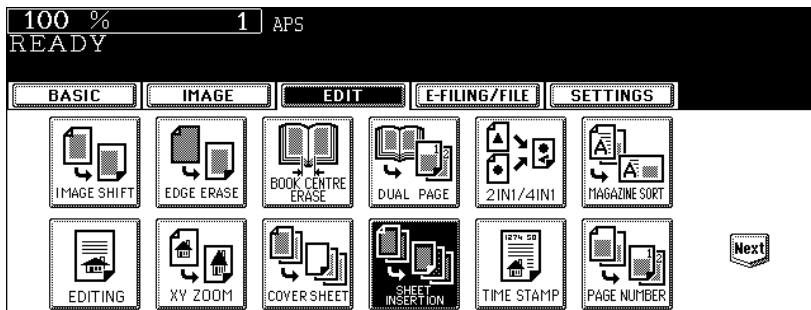 100 % 1 APS
READY
BASIC IMAGE EDIT E-FILING/FILE SETTINGS
IMAGE SHIFT EDGE ERASE BOOK CENTRE ERASE DUAL PAGE 2IN1/4IN1 MAGAZINE SORT
Next
EDITING XY ZOOM COVER SHEET SHEET INSERTION TIME STAMP PAGE NUMBER